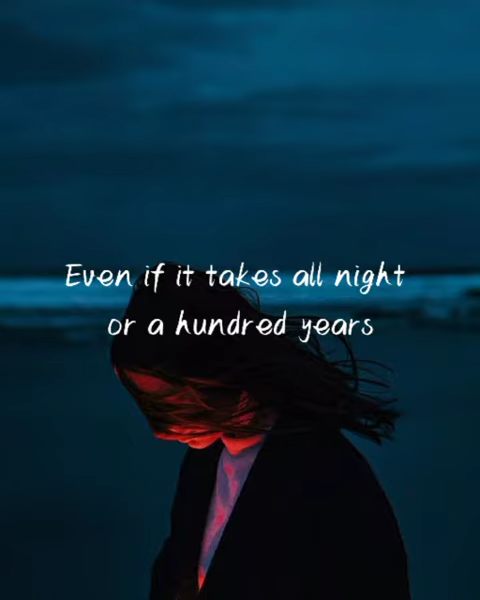 Even if it takes all night
or a hundred years